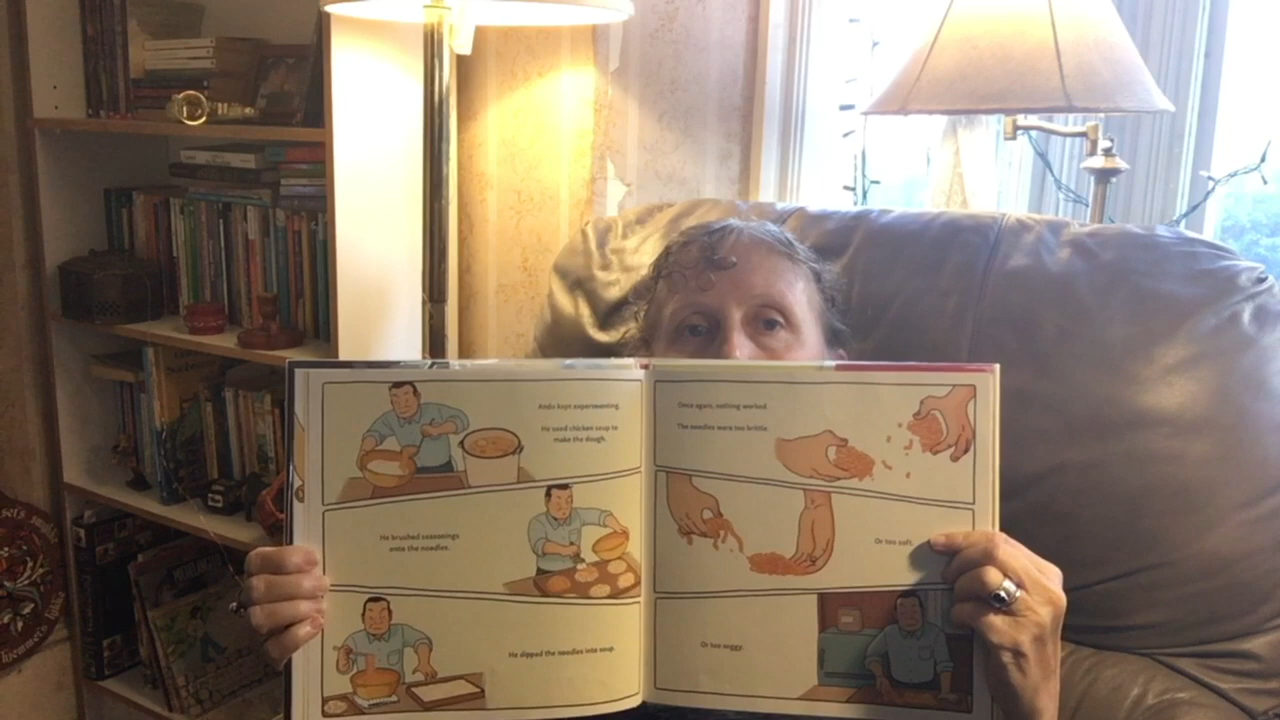 Ando kept experimenting.
He used chicken soup to
make the dough.
He brushed seasonings
onto the noodles.
He dipped the noodles into soup.
Once again, nothing worked.
The noodles were too brittle.
Or too soft.
Or too soggy.
hjemmet